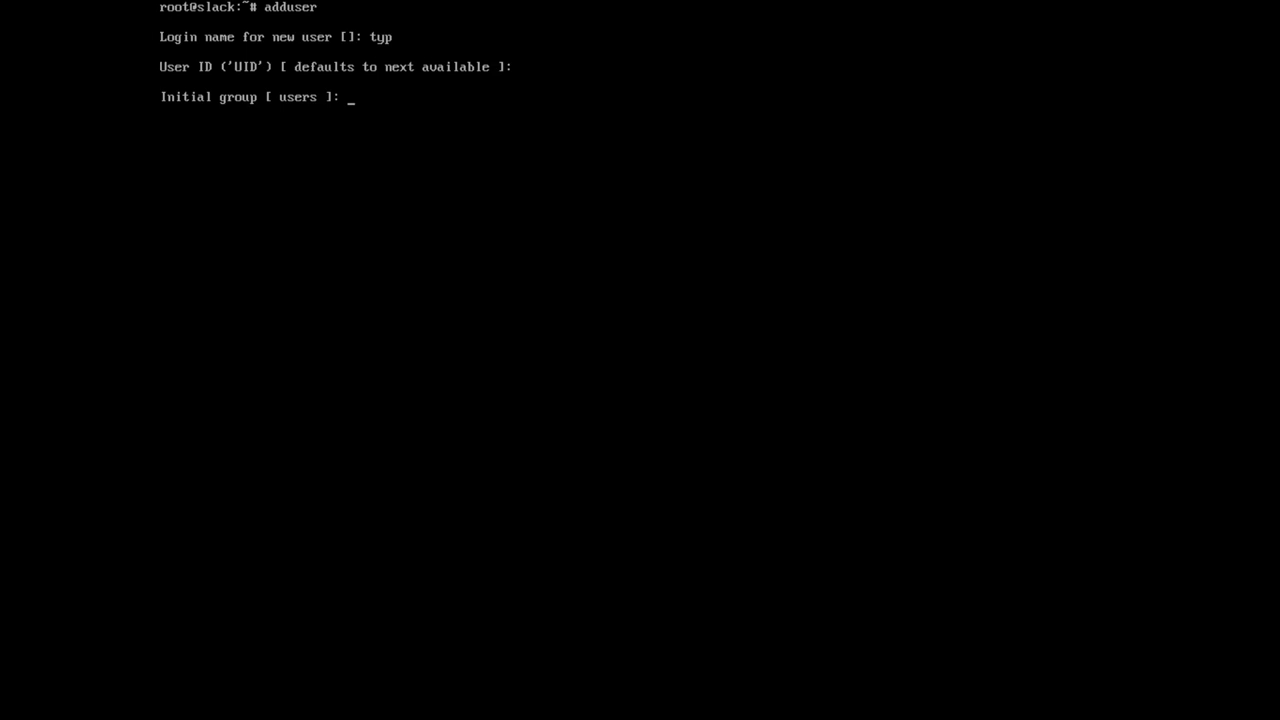 root@slack:~# adduser
Login name for new user []: typ
User ID ('UID') [ defaults to next available ]:
Initial group [ users ]: _